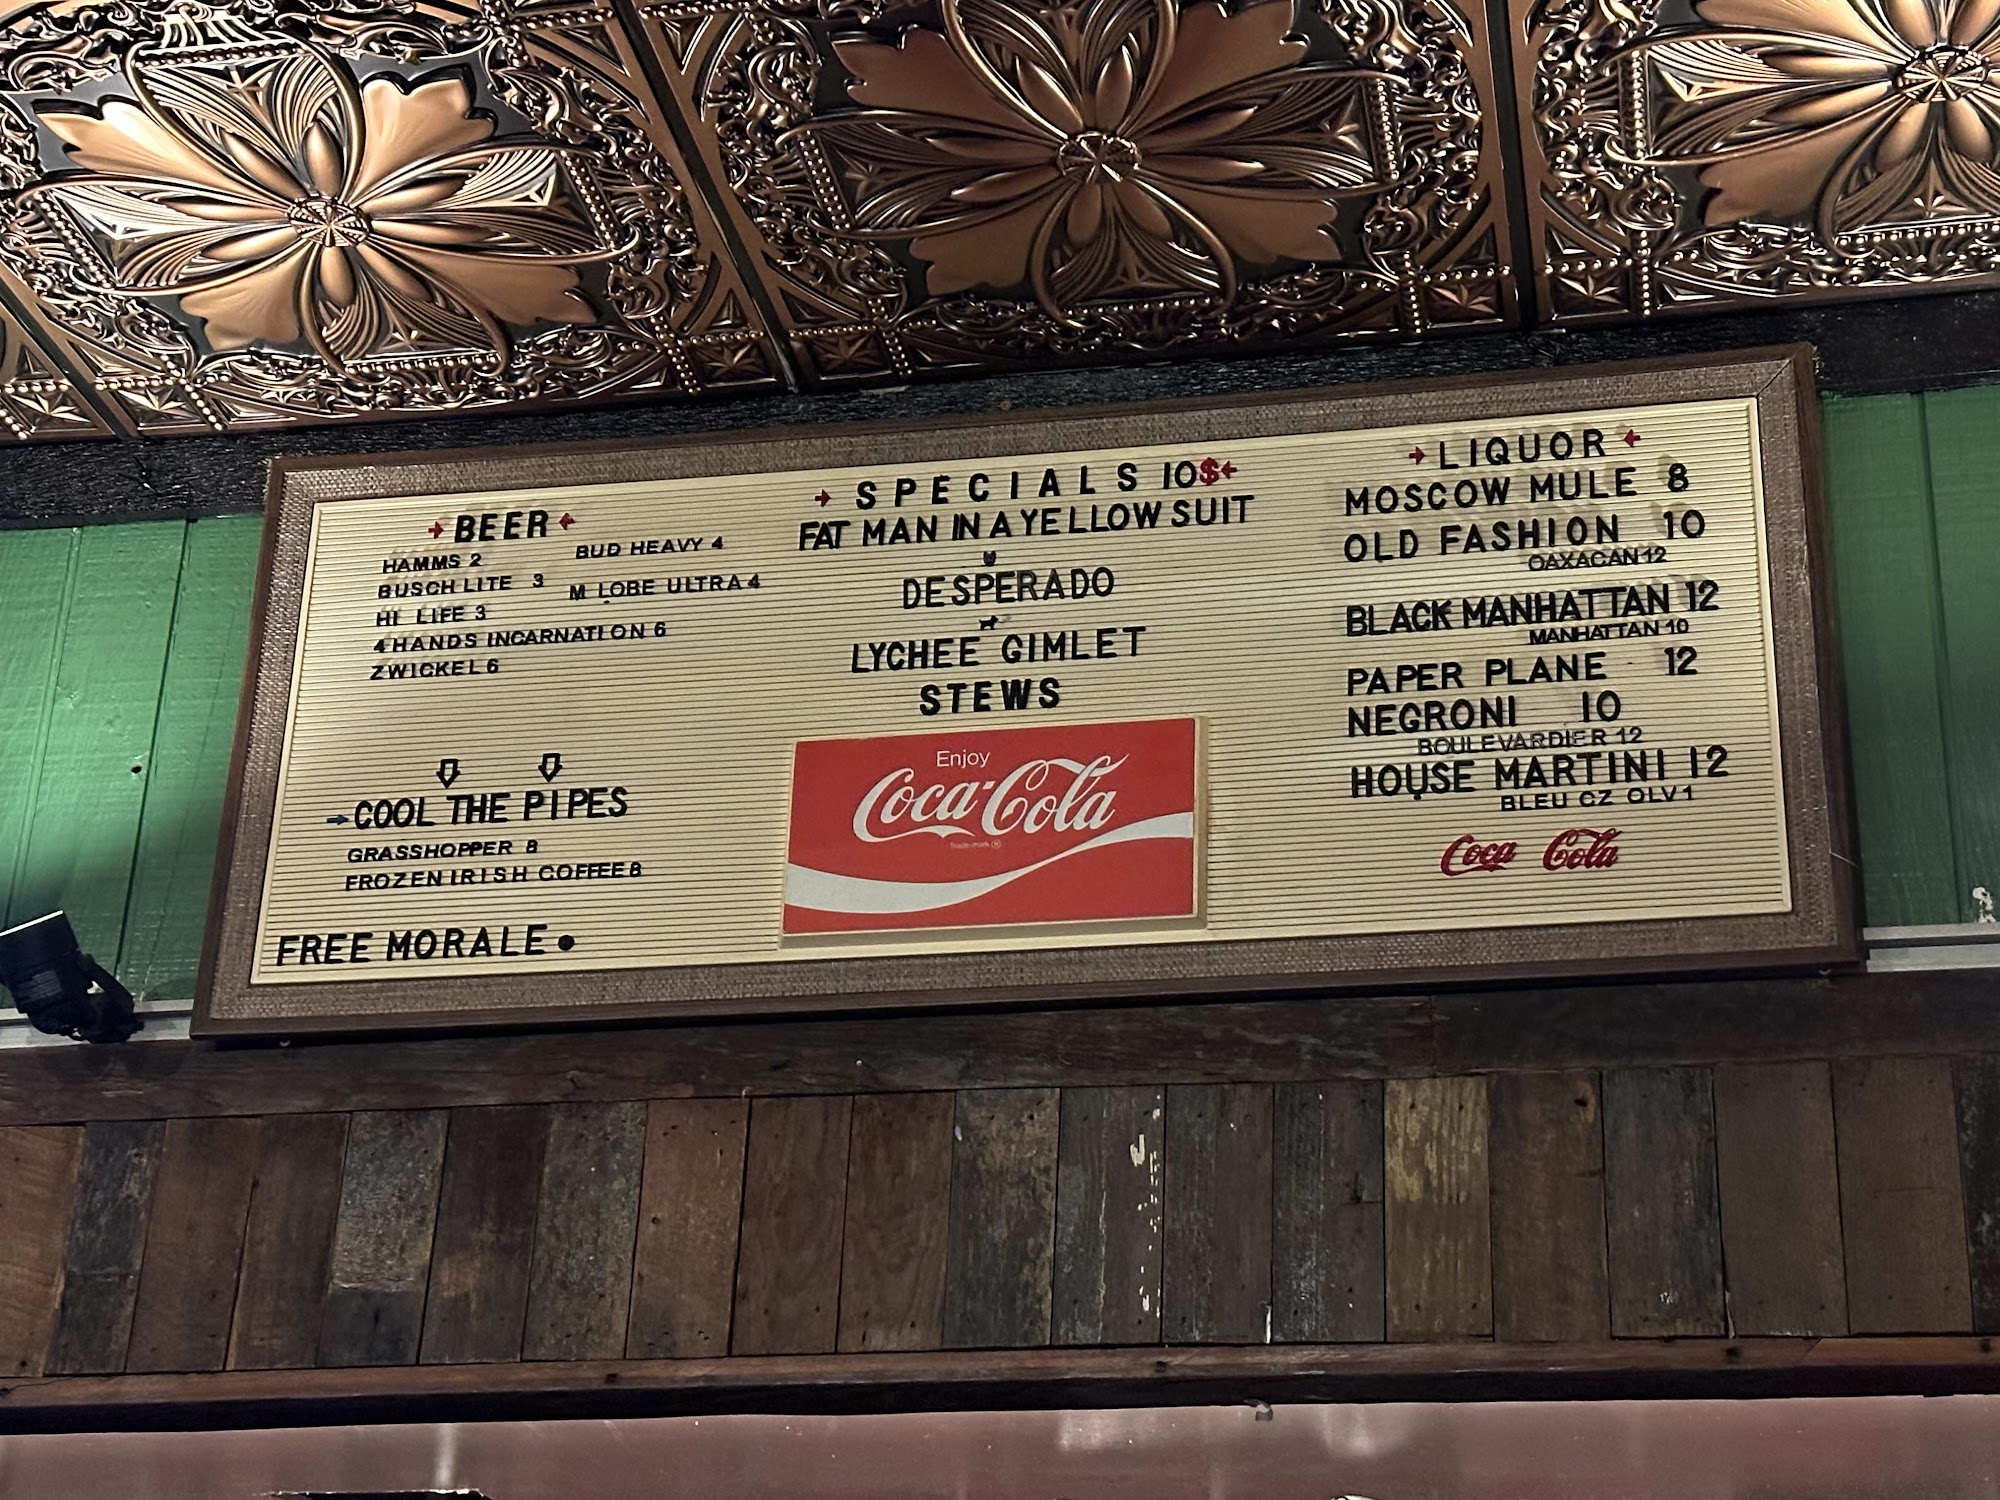 BEER
HAMMS 2
BUD HEAVY 4
BUSCH LITE 3
M LOBE ULTRA 4
HI LIFE 3
4 HANDS INCARNATION 6
ZWICKEL 6
COOL THE PIPES
GRASSHOPPER 8
FROZEN IRISH COFFEE 8
FREE MORALE
SPECIALS 10$
FAT MAN IN A YELLOW SUIT
DESPERADO
LYCHEE GIMLET
STEWS
Enjoy
Coca-Cola
Trade-mark ®
LIQUOR
MOSCOW MULE 8
OLD FASHION 10
OAXACAN 12
BLACK MANHATTAN 12
MANHATTAN 10
PAPER PLANE 12
NEGRONI 10
BOULEVARDIER 12
HOUSE MARTINI 12
BLEU CZ OLV 1
Coca Cola